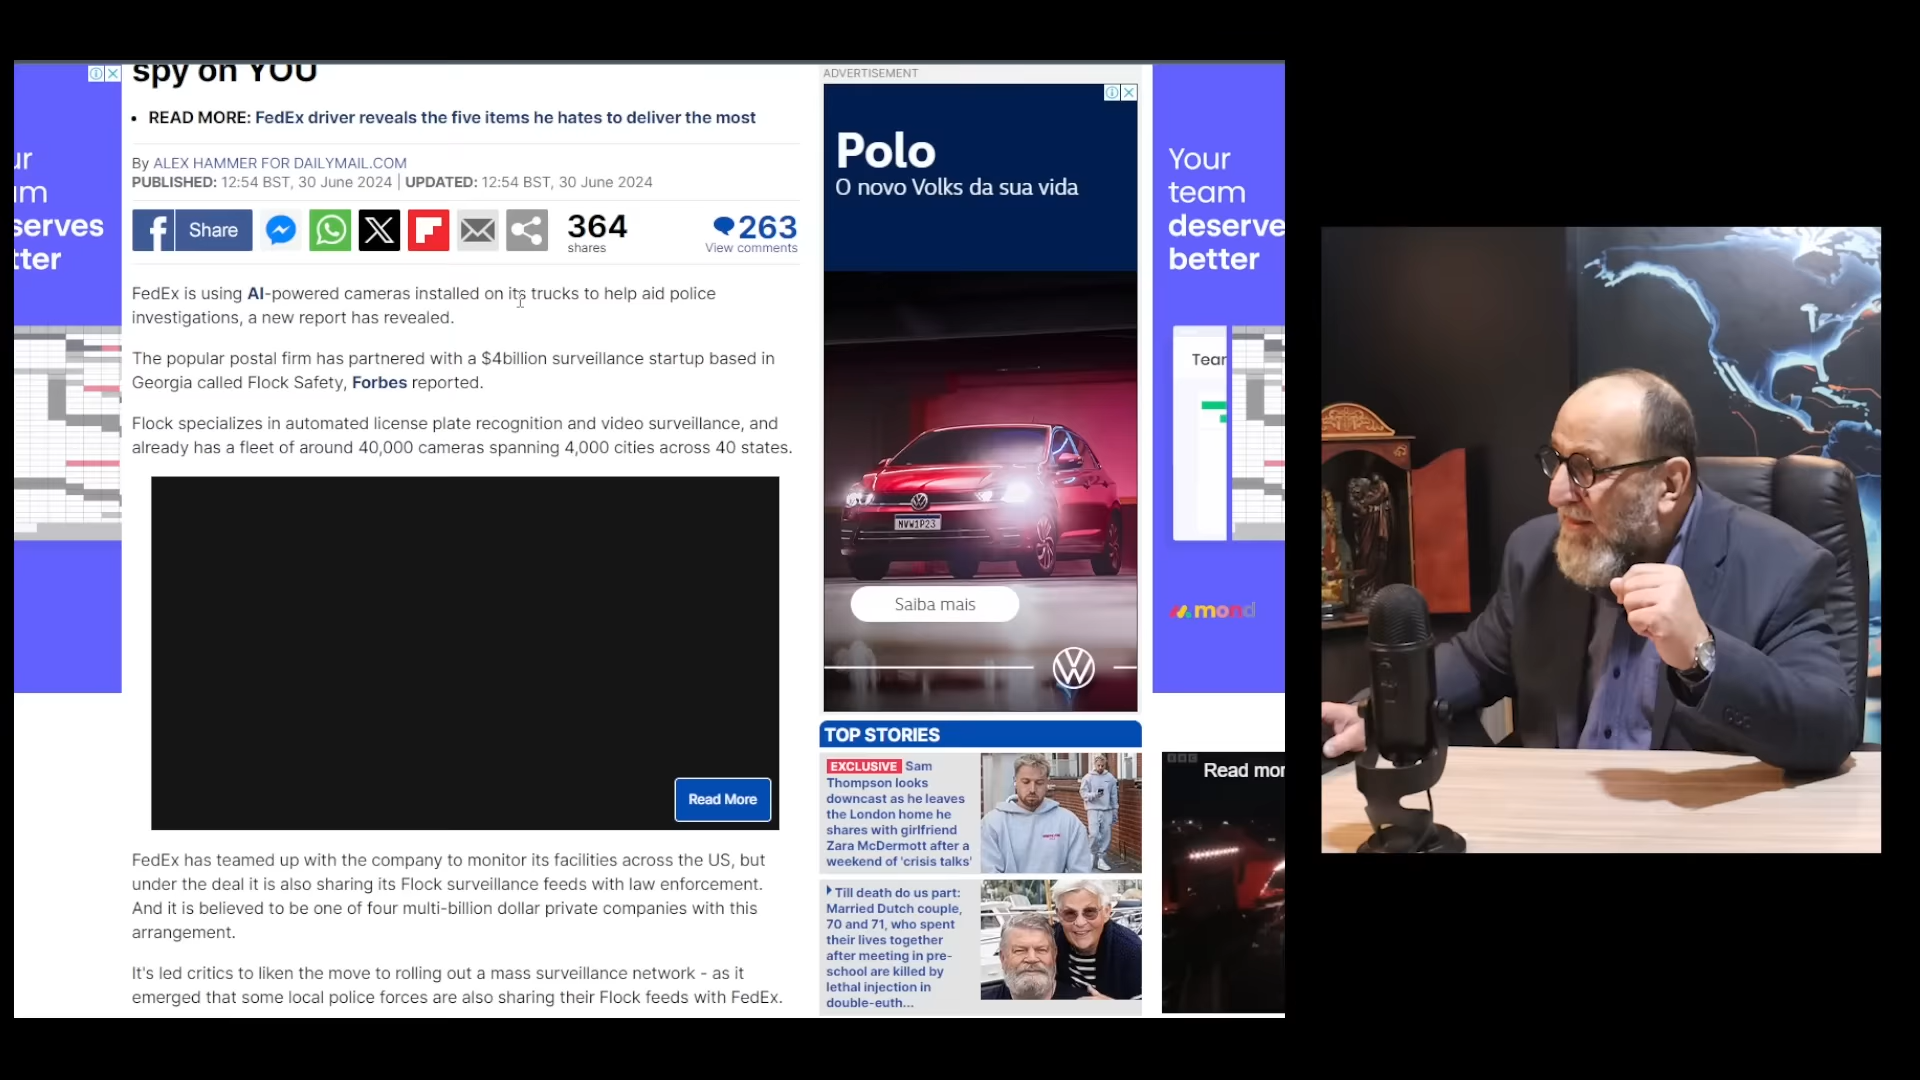 spy on YOU
READ MORE: FedEx driver reveals the five items he hates to deliver the most
By ALEX HAMMER FOR DAILYMAIL.COM
PUBLISHED: 12:54 BST, 30 June 2024 | UPDATED: 12:54 BST, 30 June 2024
Share
364
shares
263
View comments
FedEx is using AI-powered cameras installed on its trucks to help aid police
investigations, a new report has revealed.
The popular postal firm has partnered with a $4billion surveillance startup based in
Georgia called Flock Safety, Forbes reported.
Flock specializes in automated license plate recognition and video surveillance, and
already has a fleet of around 40,000 cameras spanning 4,000 cities across 40 states.
Read More
FedEx has teamed up with the company to monitor its facilities across the US, but
under the deal it is also sharing its Flock surveillance feeds with law enforcement.
And it is believed to be one of four multi-billion dollar private companies with this
arrangement.
It's led critics to liken the move to rolling out a mass surveillance network - as it
emerged that some local police forces are also sharing their Flock feeds with FedEx.
ur
am
serves
tter
ADVERTISEMENT
Polo
O novo Volks da sua vida
NVW1P23
Saiba mais
TOP STORIES
EXCLUSIVE Sam
Thompson looks
downcast as he leaves
the London home he
shares with girlfriend
Zara McDermott after a
weekend of 'crisis talks'
Till death do us part:
Married Dutch couple,
70 and 71, who spent
their lives together
after meeting in pre-
school are killed by
lethal injection in
double-euth...
Your
team
deserve
better
Tear
mond
Read mor